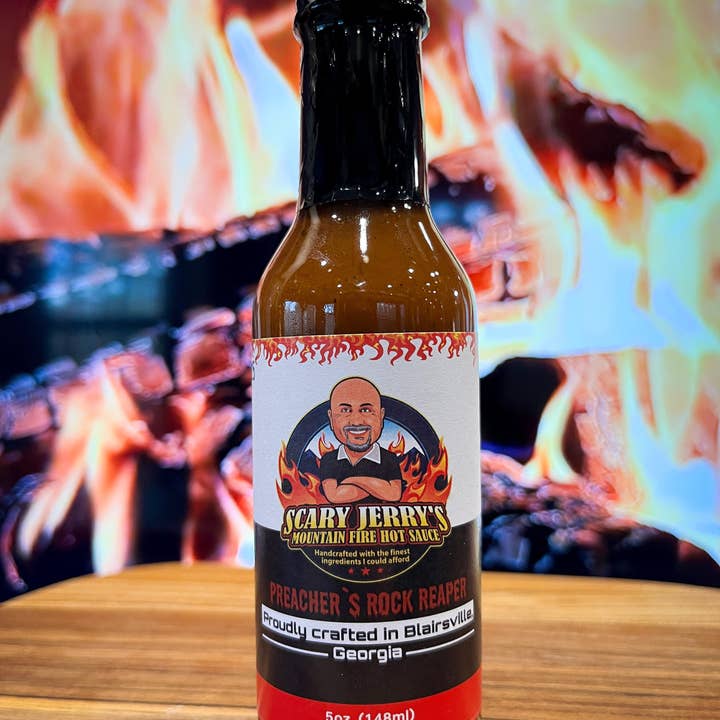 SCARY JERRY'S
MOUNTAIN FIRE HOT SAUCE
Handcrafted with the finest
ingredients I could afford
PREACHER`S ROCK REAPER
Proudly crafted in Blairsville,
Georgia
5oz. (148ml)